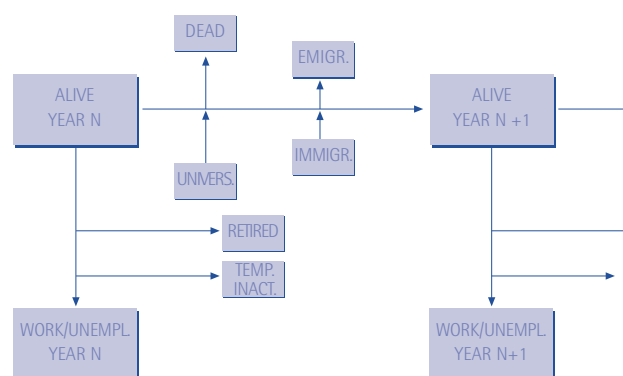 DEAD
EMIGR.
ALIVE
YEAR N
ALIVE
YEAR N +1
UNIVERS.
IMMIGR.
RETIRED
TEMP.
INACT.
WORK/UNEMPL.
YEAR N
WORK/UNEMPL.
YEAR N+1